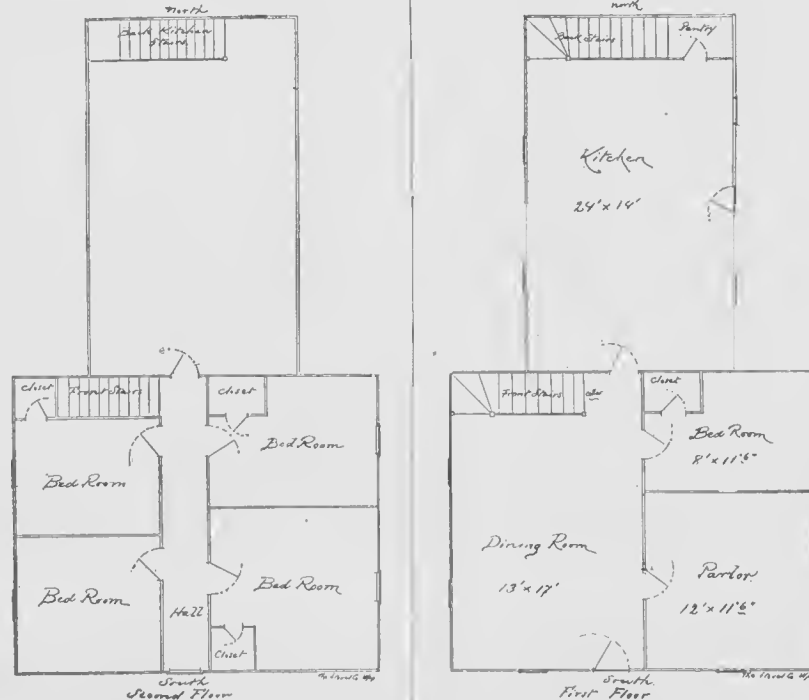 North
Back Kitchen
Stairs
Closet
Front Stairs
Closet
Bed Room
Bed Room
Bed Room
Bed Room
Hall
Closet
South
Second Floor
north
Back Stairs
Pantry
Kitchen
24' x 14'
Front Stairs
Closet
Bed Room
8' x 11'6"
Dining Room
13' x 17'
Parlor
12' x 11'6"
South
First Floor